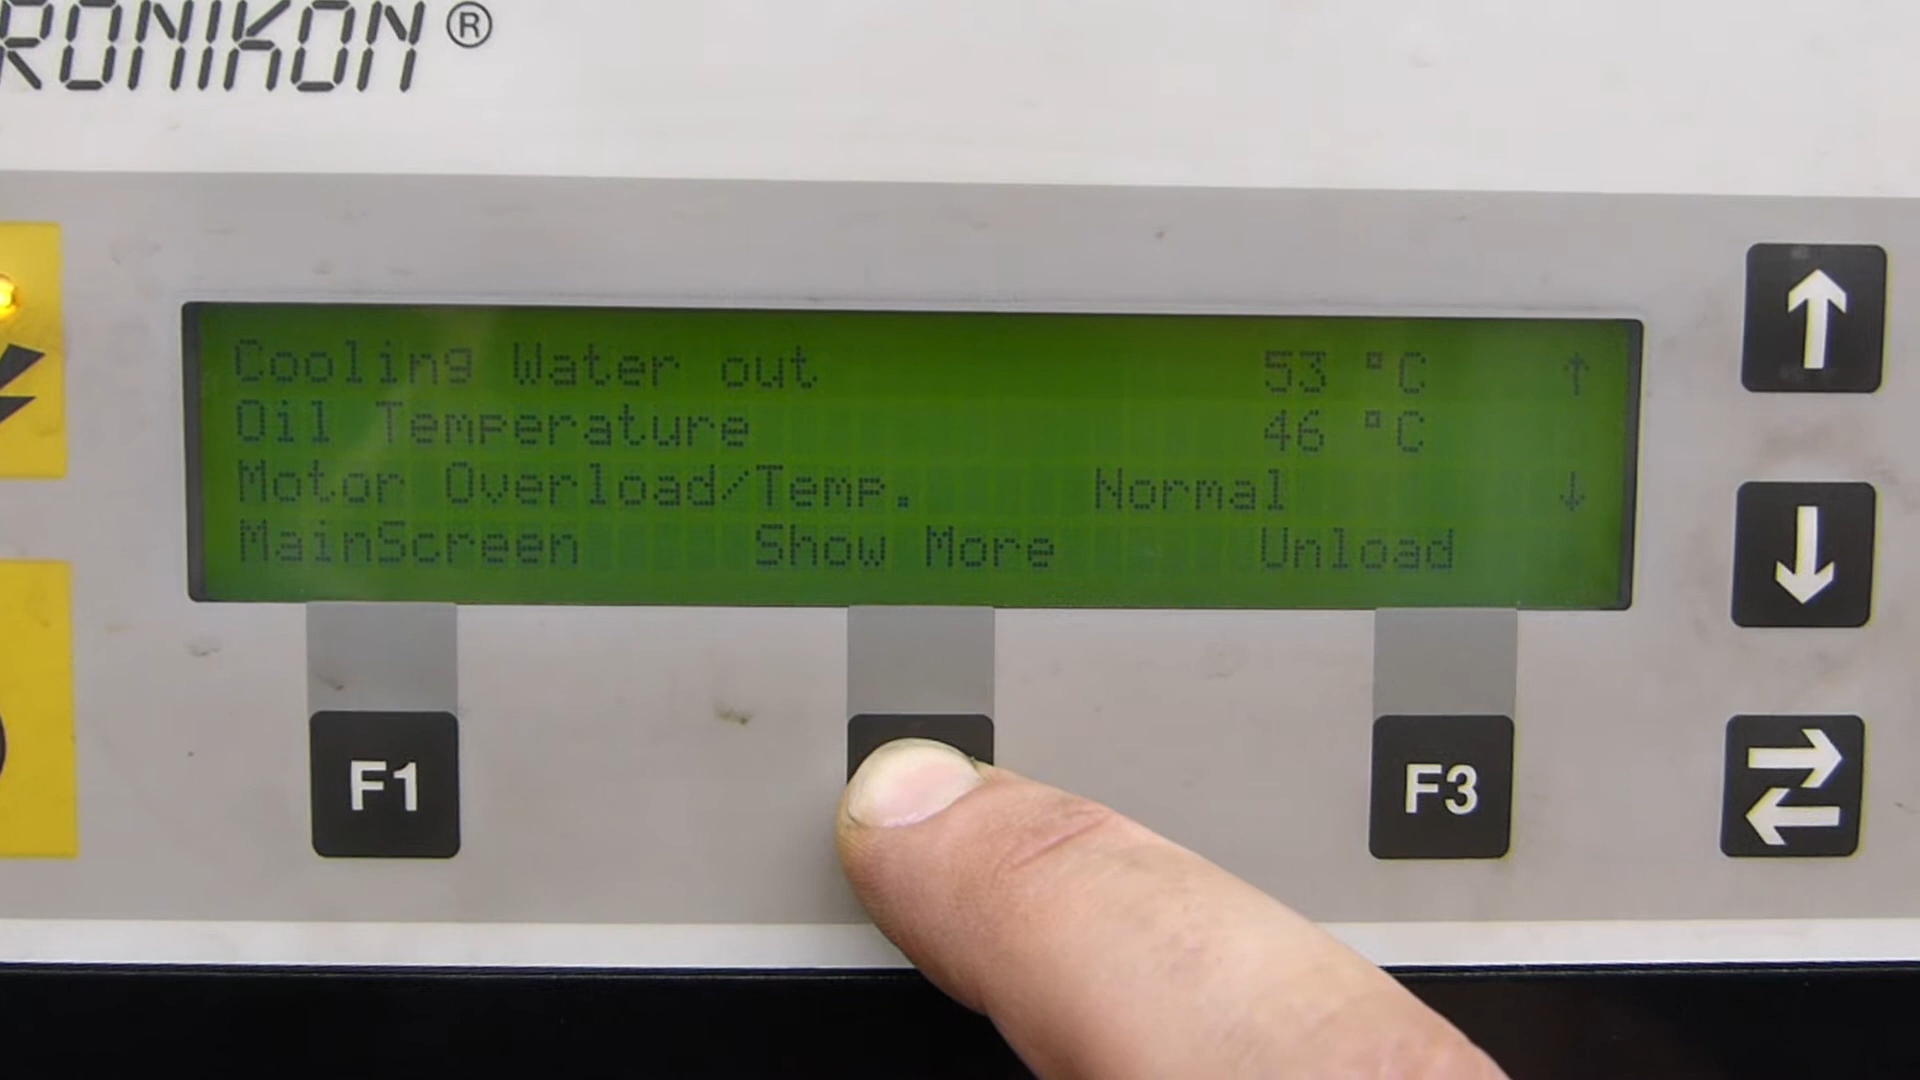 RONIKON®
Cooling Water out 53 °C ↑
Oil Temperature 46 °C
Motor Overload/Temp. Normal ↓
MainScreen Show More Unload
F1 F3